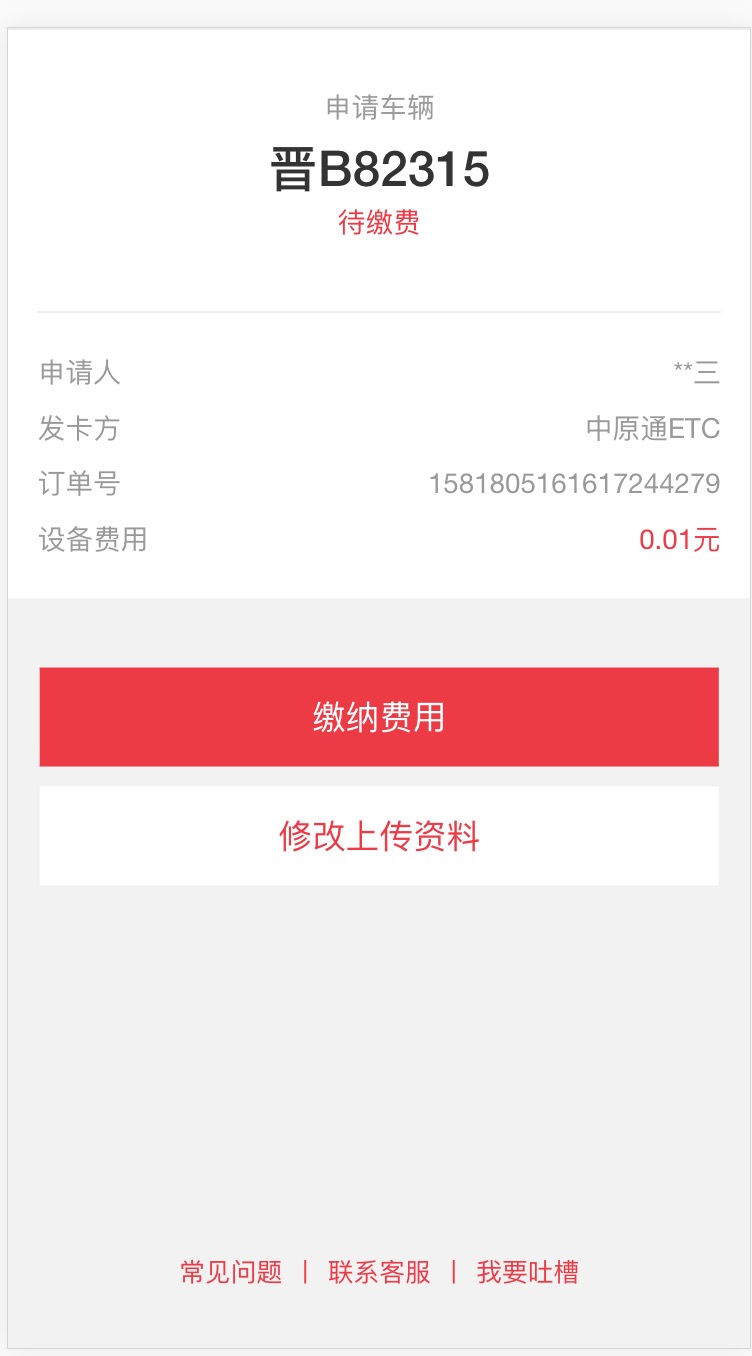 申请车辆
晋B82315
待缴费
申请人 **三
发卡方 中原通ETC
订单号 1581805161617244279
设备费用 0.01元
缴纳费用
修改上传资料
常见问题 | 联系客服 | 我要吐槽